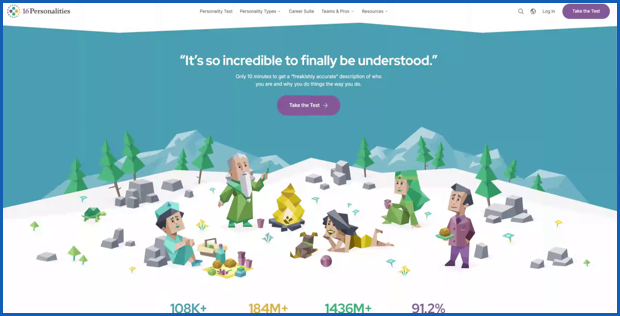 16Personalities
Personality Test Personality Types Career Suite Teams & Pros Resources Log In Take the Test
“It’s so incredible to finally be understood.”
Only 10 minutes to get a “freakishly accurate” description of who
you are and why you do things the way you do.
Take the Test →
108K+ 184M+ 1436M+ 91.2%